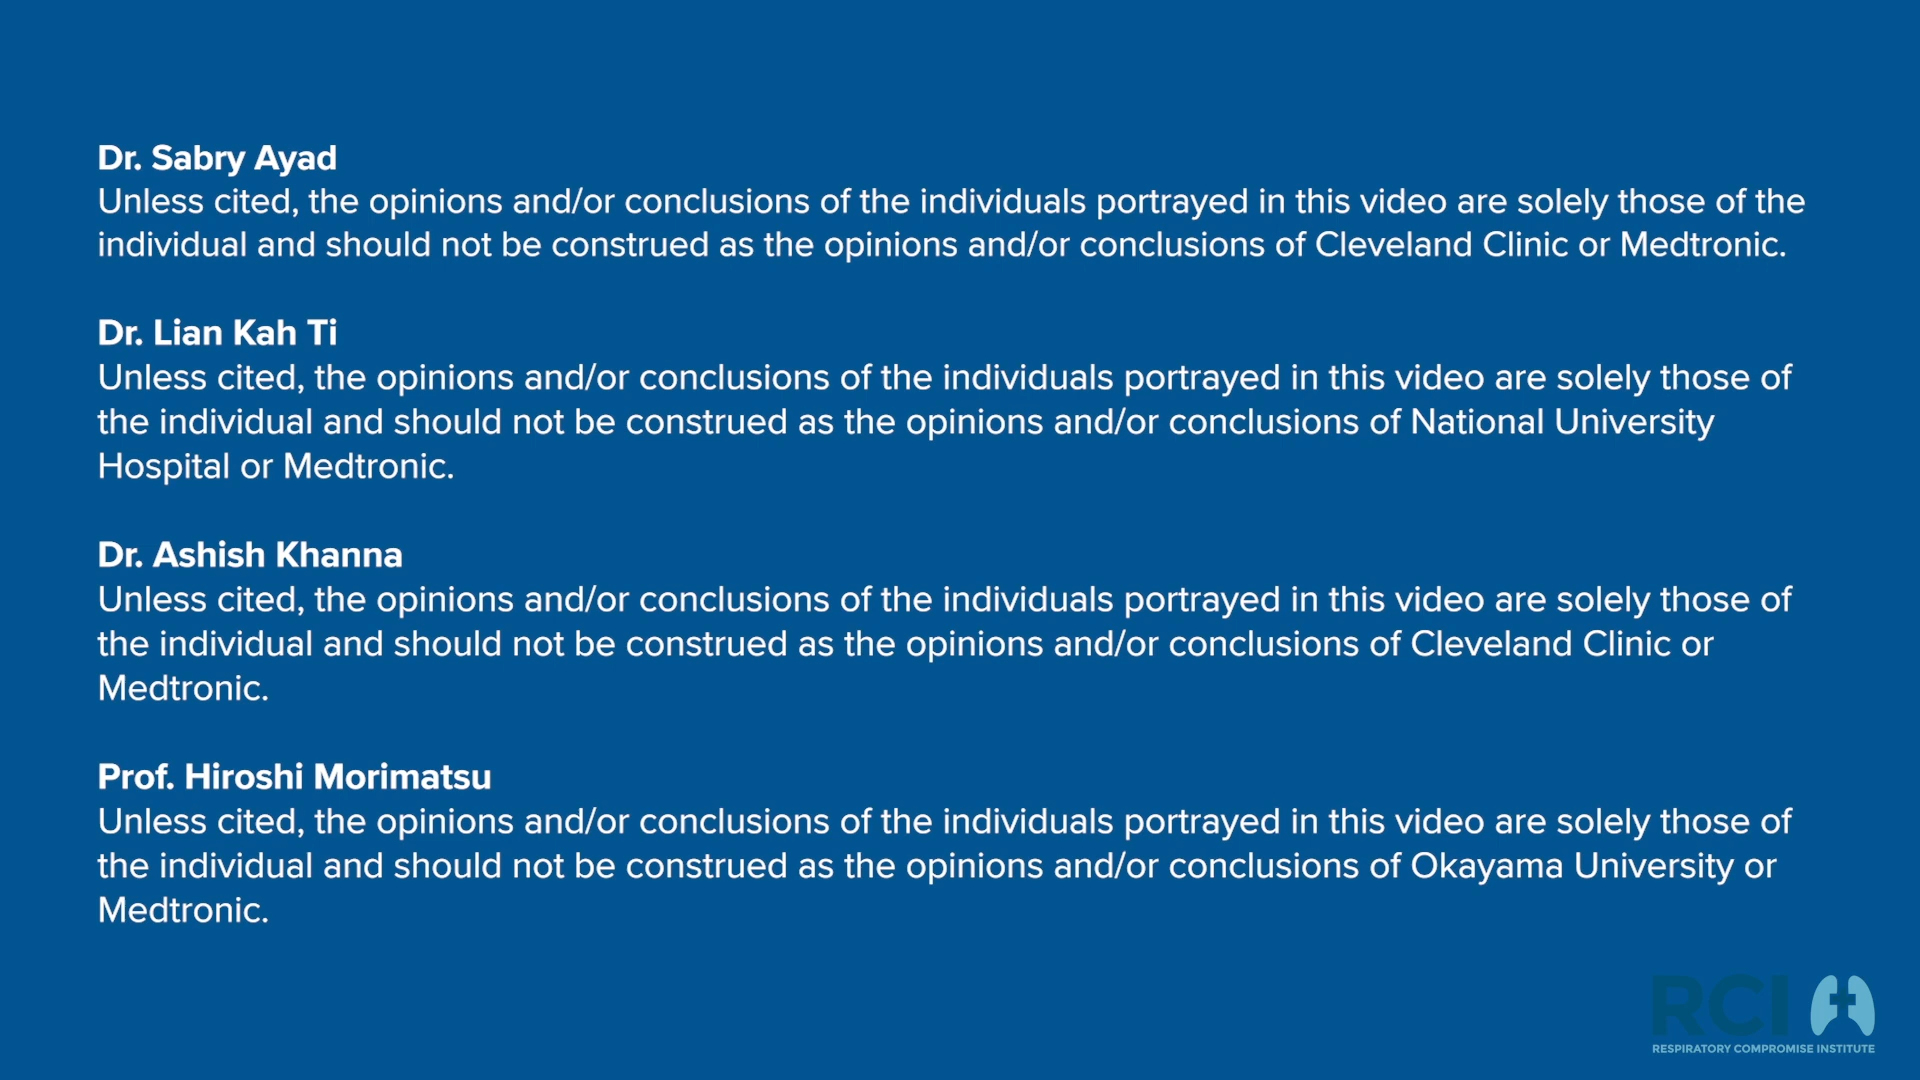 Dr. Sabry Ayad
Unless cited, the opinions and/or conclusions of the individuals portrayed in this video are solely those of the
individual and should not be construed as the opinions and/or conclusions of Cleveland Clinic or Medtronic.
Dr. Lian Kah Ti
Unless cited, the opinions and/or conclusions of the individuals portrayed in this video are solely those of
the individual and should not be construed as the opinions and/or conclusions of National University
Hospital or Medtronic.
Dr. Ashish Khanna
Unless cited, the opinions and/or conclusions of the individuals portrayed in this video are solely those of
the individual and should not be construed as the opinions and/or conclusions of Cleveland Clinic or
Medtronic.
Prof. Hiroshi Morimatsu
Unless cited, the opinions and/or conclusions of the individuals portrayed in this video are solely those of
the individual and should not be construed as the opinions and/or conclusions of Okayama University or
Medtronic.
RCI
RESPIRATORY COMPROMISE INSTITUTE